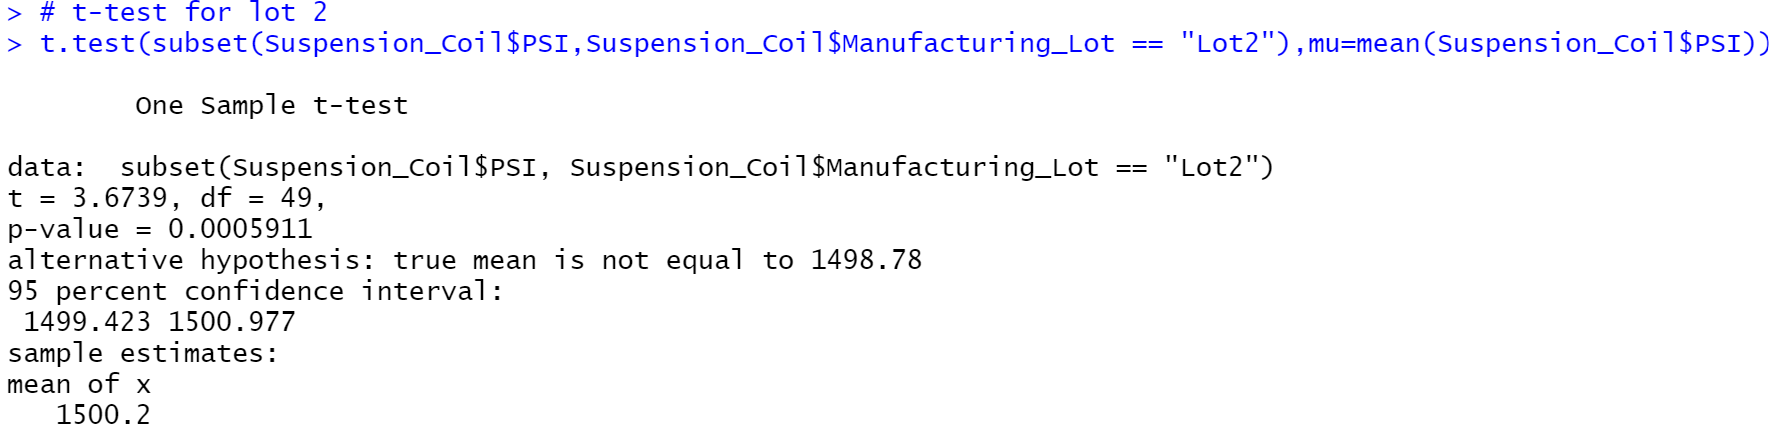 > # t-test for lot 2
> t.test(subset(Suspension_Coil$PSI,Suspension_Coil$Manufacturing_Lot == "Lot2"),mu=mean(Suspension_Coil$PSI))
One Sample t-test
data:  subset(Suspension_Coil$PSI, Suspension_Coil$Manufacturing_Lot == "Lot2")
t = 3.6739, df = 49,
p-value = 0.0005911
alternative hypothesis: true mean is not equal to 1498.78
95 percent confidence interval:
1499.423 1500.977
sample estimates:
mean of x
1500.2